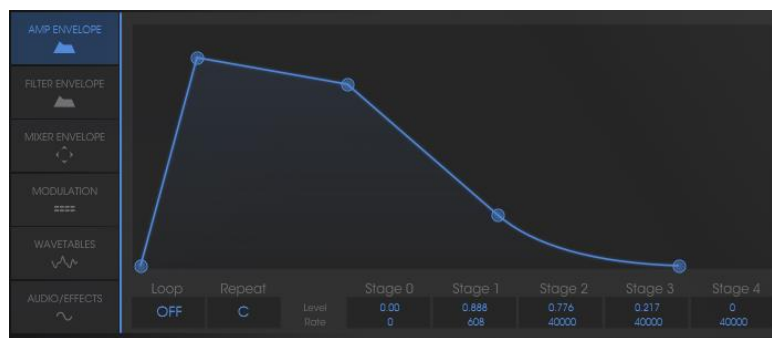 AMP ENVELOPE
FILTER ENVELOPE
MIXER ENVELOPE
MODULATION
WAVETABLES
AUDIO/EFFECTS
Loop Repeat Stage 0 Stage 1 Stage 2 Stage 3 Stage 4
OFF C Level 0.00 0.888 0.776 0.217 0
Rate 0 608 40000 40000 40000